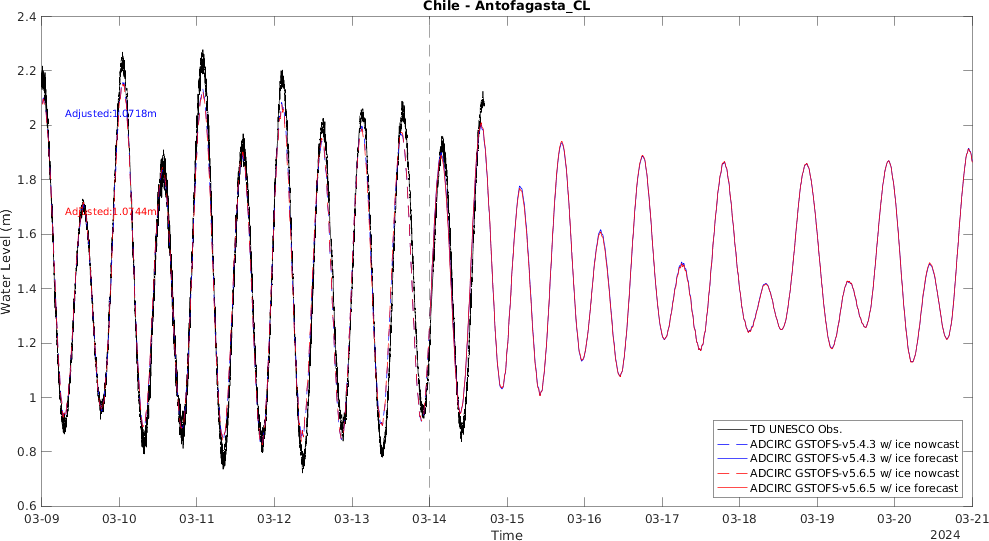 Chile - Antofagasta_CL
2.4
2.2
2
1.8
1.6
1.4
1.2
1
0.8
0.6
Water Level (m)
Adjusted:1.0718m
Adjusted:1.0744m
TD UNESCO Obs.
ADCIRC GSTOFS-v5.4.3 w/ ice nowcast
ADCIRC GSTOFS-v5.4.3 w/ ice forecast
ADCIRC GSTOFS-v5.6.5 w/ ice nowcast
ADCIRC GSTOFS-v5.6.5 w/ ice forecast
03-09 03-10 03-11 03-12 03-13 03-14 03-15 03-16 03-17 03-18 03-19 03-20 03-21
Time
2024